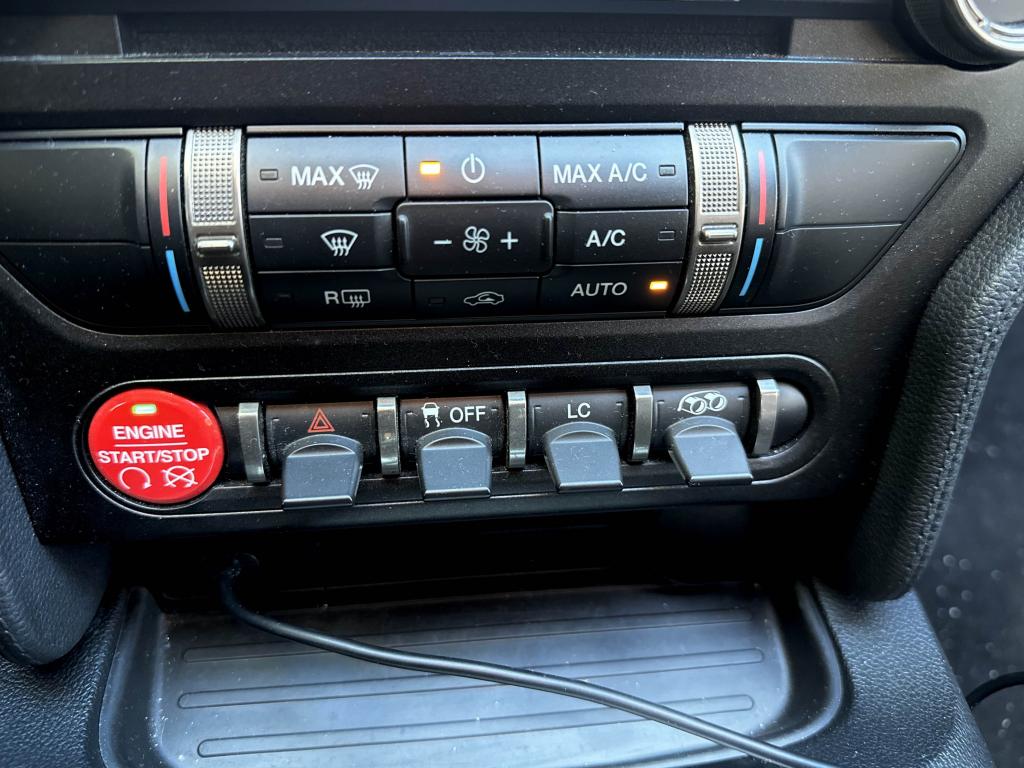 MAX
MAX A/C
- +
A/C
R
AUTO
ENGINE
START/STOP
OFF
LC